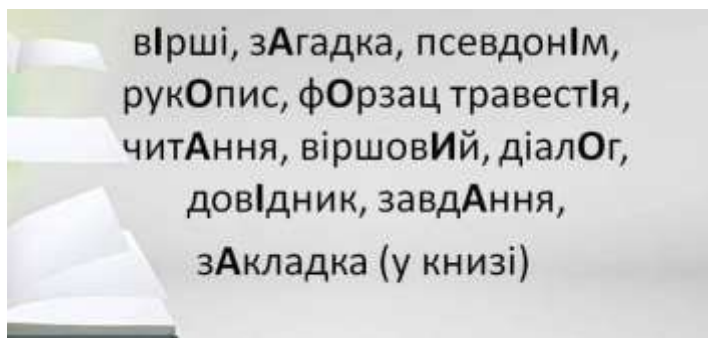 вІрші, зАгадка, псевдонІм,
рукОпис, фОрзац травестІя,
читАння, віршовИй, діалОг,
довІдник, завдАння,
зАкладка (у книзі)